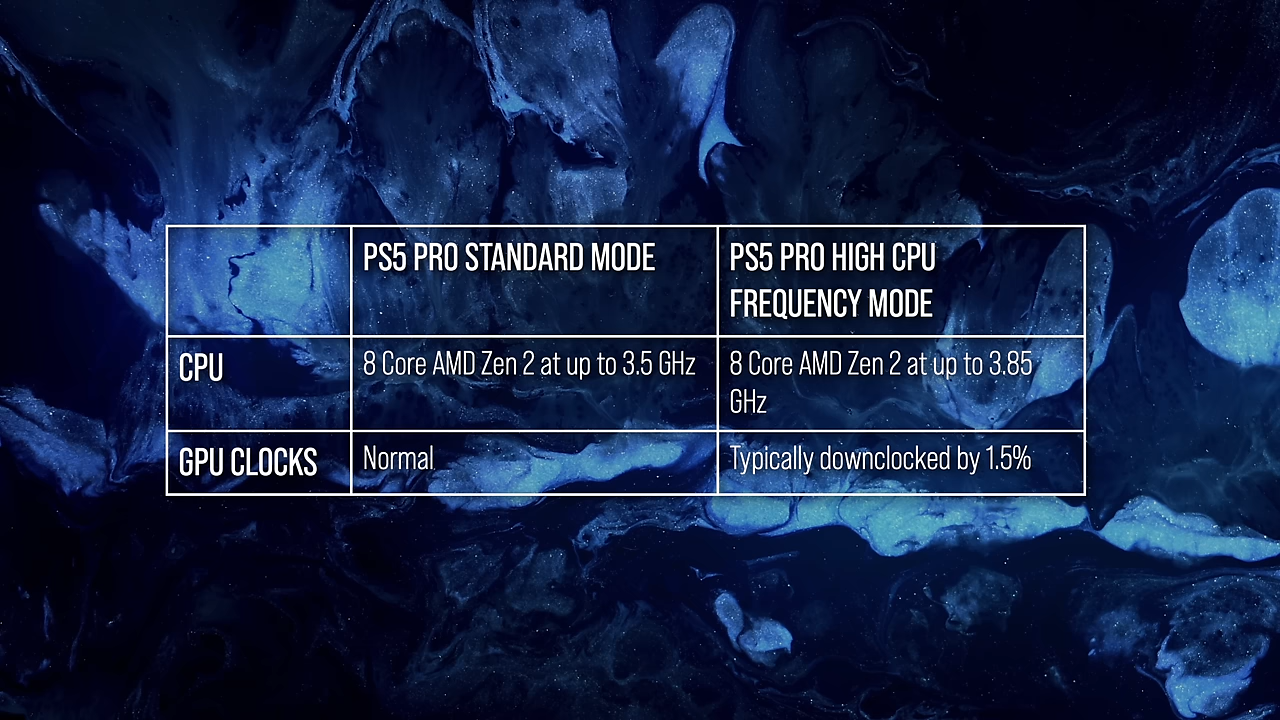 PS5 PRO STANDARD MODE
PS5 PRO HIGH CPU
FREQUENCY MODE
CPU
8 Core AMD Zen 2 at up to 3.5 GHz
8 Core AMD Zen 2 at up to 3.85
GHz
GPU CLOCKS
Normal
Typically downclocked by 1.5%